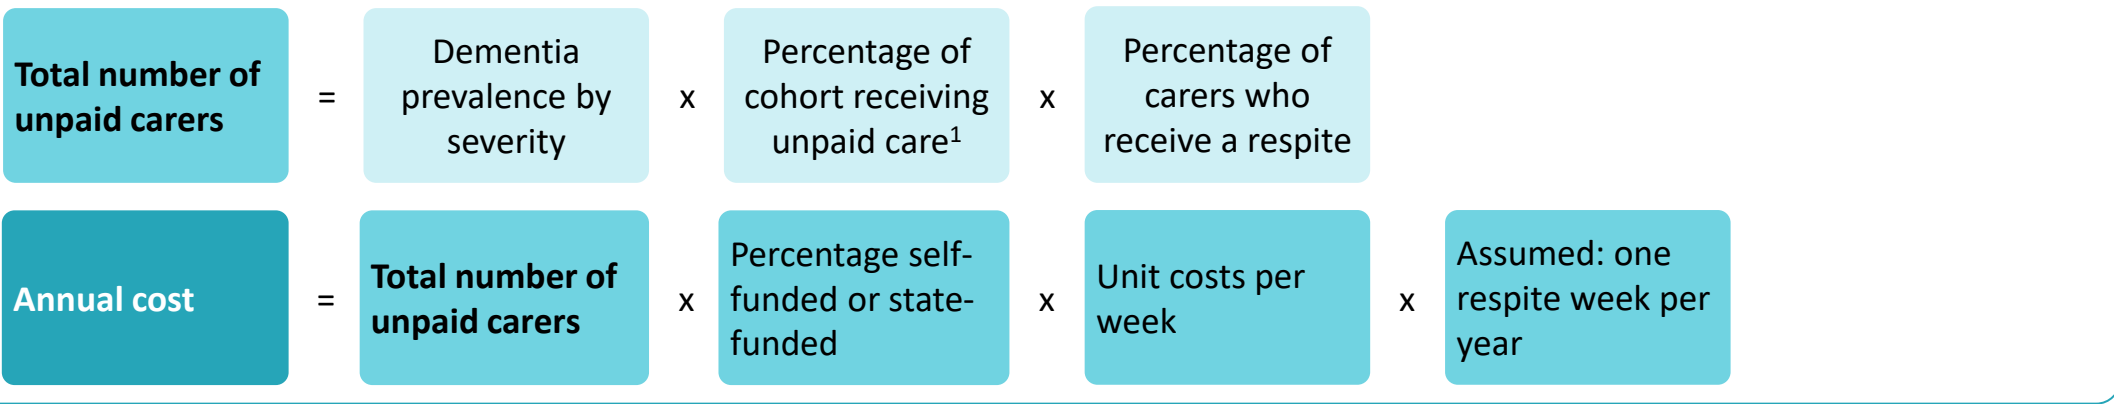 Total number of
unpaid carers
=
Dementia
prevalence by
severity
x
Percentage of
cohort receiving
unpaid care¹
x
Percentage of
carers who
receive a respite
Annual cost
=
Total number of
unpaid carers
x
Percentage self-
funded or state-
funded
x
Unit costs per
week
x
Assumed: one
respite week per
year